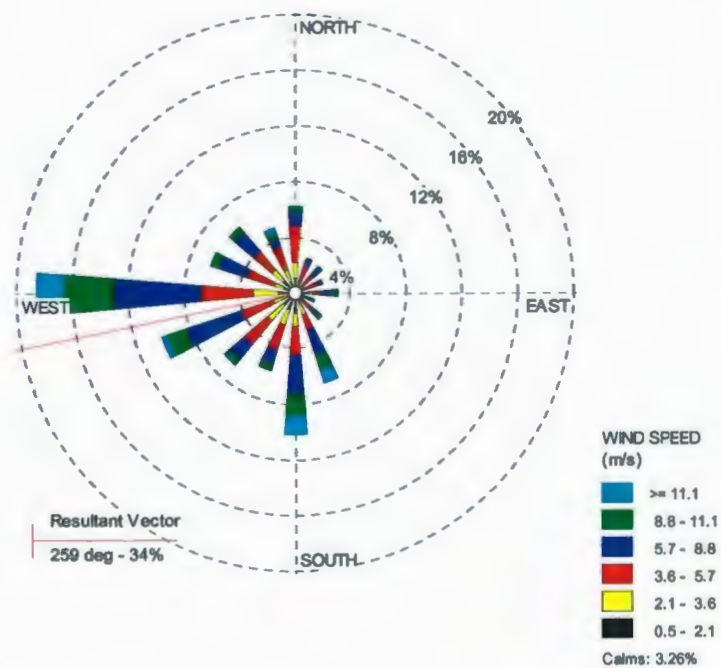 NORTH
20%
16%
12%
8%
4%
WEST
EAST
SOUTH
Resultant Vector
259 deg - 34%
WIND SPEED
(m/s)
>= 11.1
8.8 - 11.1
5.7 - 8.8
3.6 - 5.7
2.1 - 3.6
0.5 - 2.1
Calms: 3.26%